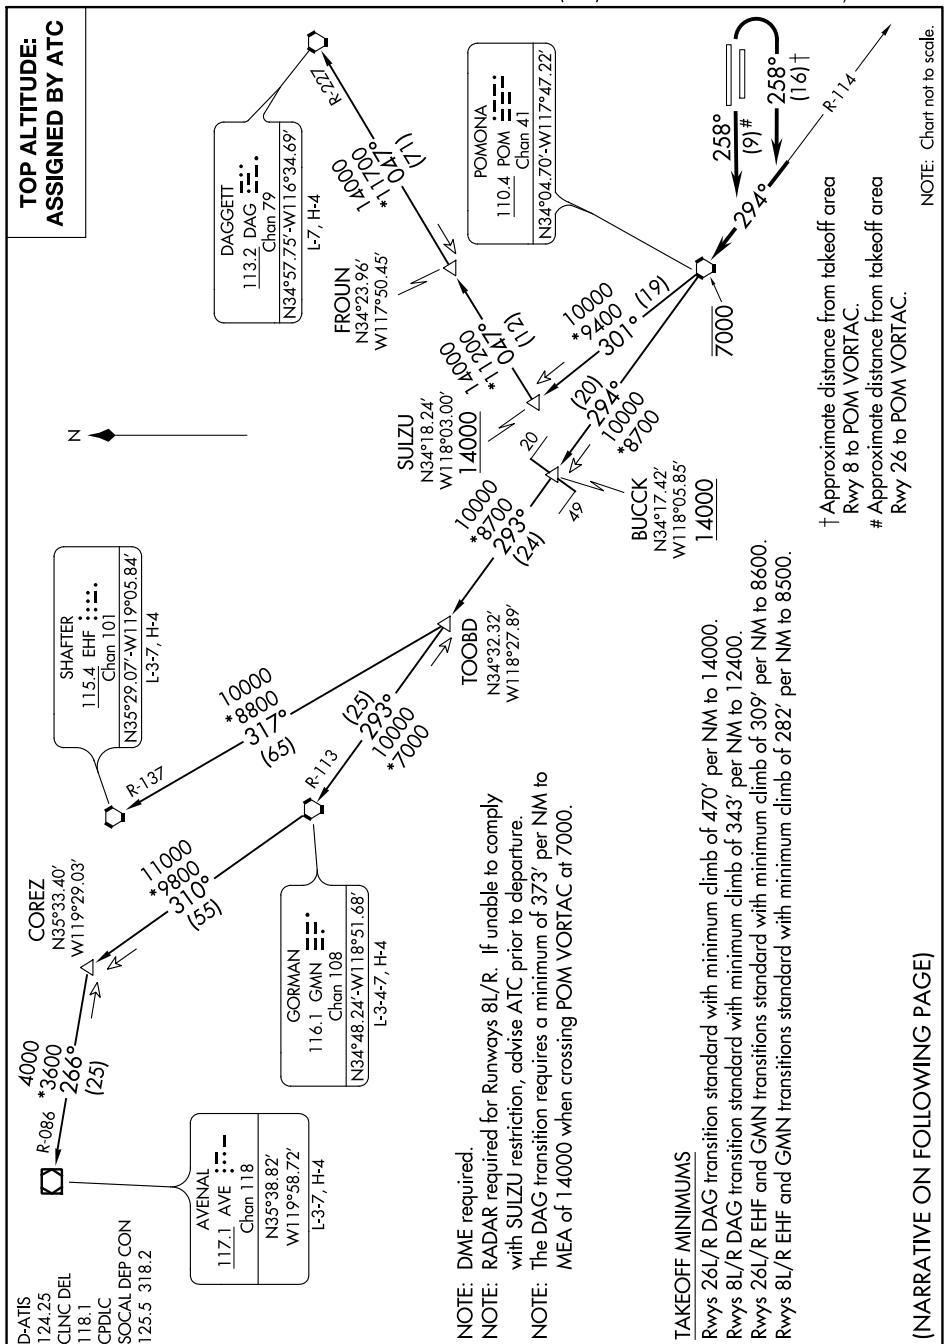 TOP ALTITUDE:
ASSIGNED BY ATC
D-ATIS
124.25
CLNC DEL
118.1
CPDLC
SOCAL DEP CON
125.5 318.2
AVENAL
117.1 AVE
Chan 118
N35°38.82'
W119°58.72'
L-3-7, H-4
R-086
4000
*3600
266°
(25)
COREZ
N35°33.40'
W119°29.03'
11000
*9800
310°
(55)
SHAFTER
115.4 EHF
Chan 101
N35°29.07'-W119°05.84'
L-3-7, H-4
R-137
10000
*8800
317°
(65)
GORMAN
116.1 GMN
Chan 108
N34°48.24'-W118°51.68'
L-3-4-7, H-4
R-113
(25)
293°
10000
*7000
TOOBD
N34°32.32'
W118°27.89'
10000
*8700
293°
(24)
N
20
49
BUCCK
N34°17.42'
W118°05.85'
14000
SULZU
N34°18.24'
W118°03.00'
14000
(20)
294°
10000
*8700
10000
*9400
301°
(19)
14000
*11200
047°
(12)
FROUN
N34°23.96'
W117°50.45'
14000
*11700
047°
(71)
R-227
DAGGETT
113.2 DAG
Chan 79
N34°57.75'-W116°34.69'
L-7, H-4
POMONA
110.4 POM
Chan 41
N34°04.70'-W117°47.22'
7000
294°
258°
(9)#
258°
(16)†
R-114
NOTE: Chart not to scale.
† Approximate distance from takeoff area
Rwy 8 to POM VORTAC.
# Approximate distance from takeoff area
Rwy 26 to POM VORTAC.
NOTE: DME required.
NOTE: RADAR required for Runways 8L/R. If unable to comply
with SULZU restriction, advise ATC prior to departure.
NOTE: The DAG transition requires a minimum of 373' per NM to
MEA of 14000 when crossing POM VORTAC at 7000.
TAKEOFF MINIMUMS
Rwys 26L/R DAG transition standard with minimum climb of 470' per NM to 14000.
Rwys 8L/R DAG transition standard with minimum climb of 343' per NM to 12400.
Rwys 26L/R EHF and GMN transitions standard with minimum climb of 309' per NM to 8600.
Rwys 8L/R EHF and GMN transitions standard with minimum climb of 282' per NM to 8500.
(NARRATIVE ON FOLLOWING PAGE)